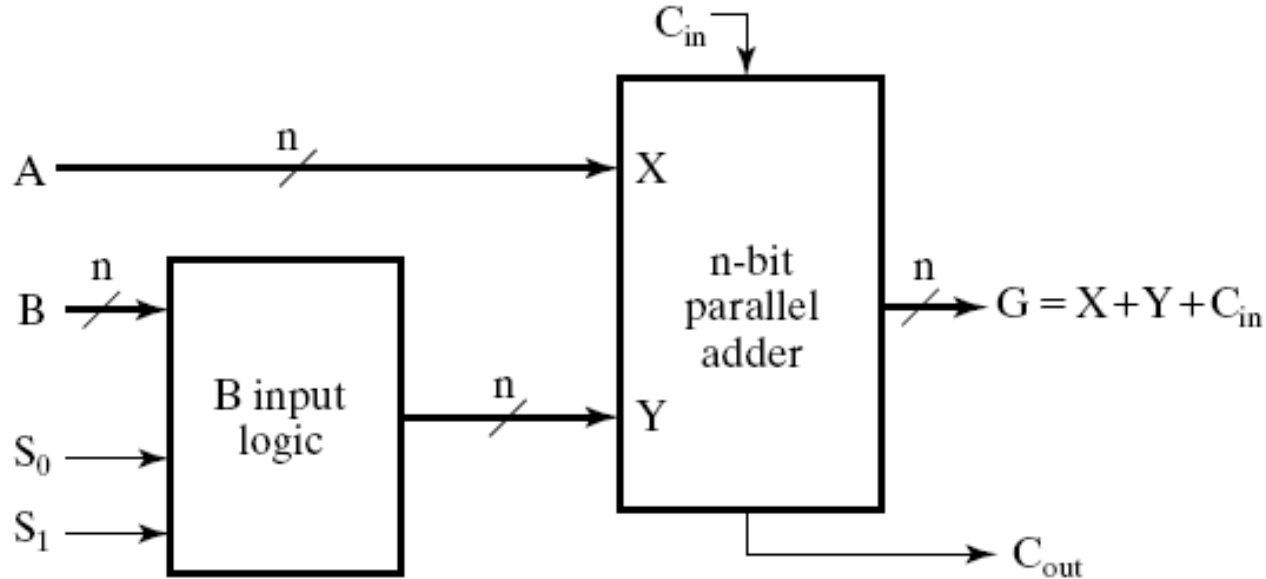 C_in
n
A
X
n
B
n-bit
parallel
adder
n
G = X+Y+C_in
B input
logic
n
Y
S_0
S_1
C_out